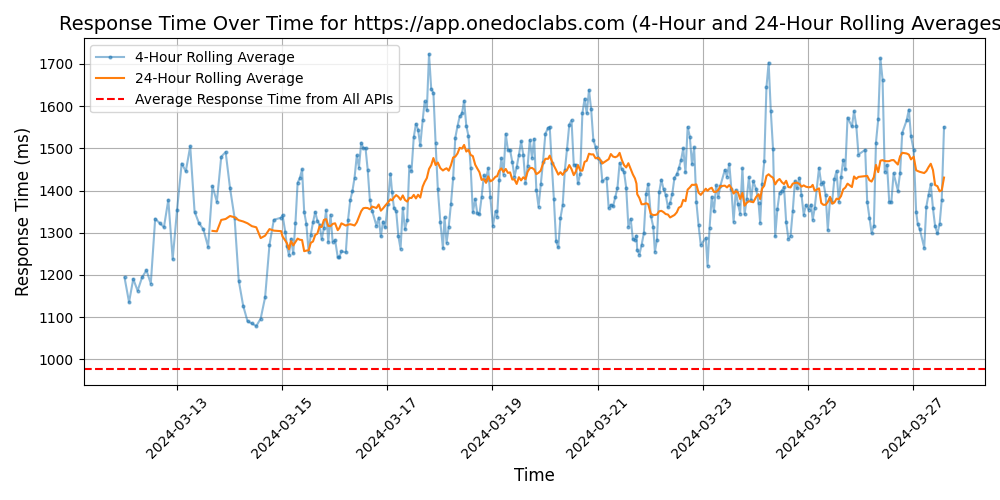 Response Time Over Time for https://app.onedoclabs.com (4-Hour and 24-Hour Rolling Averages
4-Hour Rolling Average
24-Hour Rolling Average
Average Response Time from All APIs
Response Time (ms)
1700
1600
1500
1400
1300
1200
1100
1000
2024-03-13
2024-03-15
2024-03-17
2024-03-19
2024-03-21
2024-03-23
2024-03-25
2024-03-27
Time